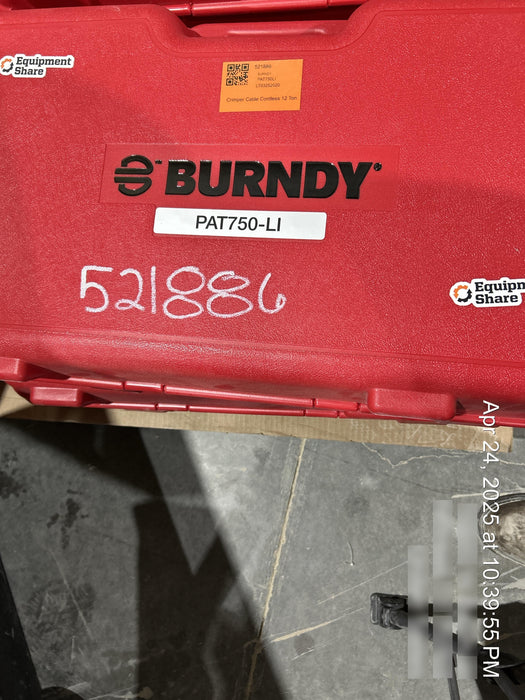 Equipment
Share
521886
BURNDY
PAT750LI
Crimper Cable Cordless 12 Ton
BURNDY®
PAT750-LI
521886
Equipm
Share
Apr 24, 2025 at 10:39:55 PM